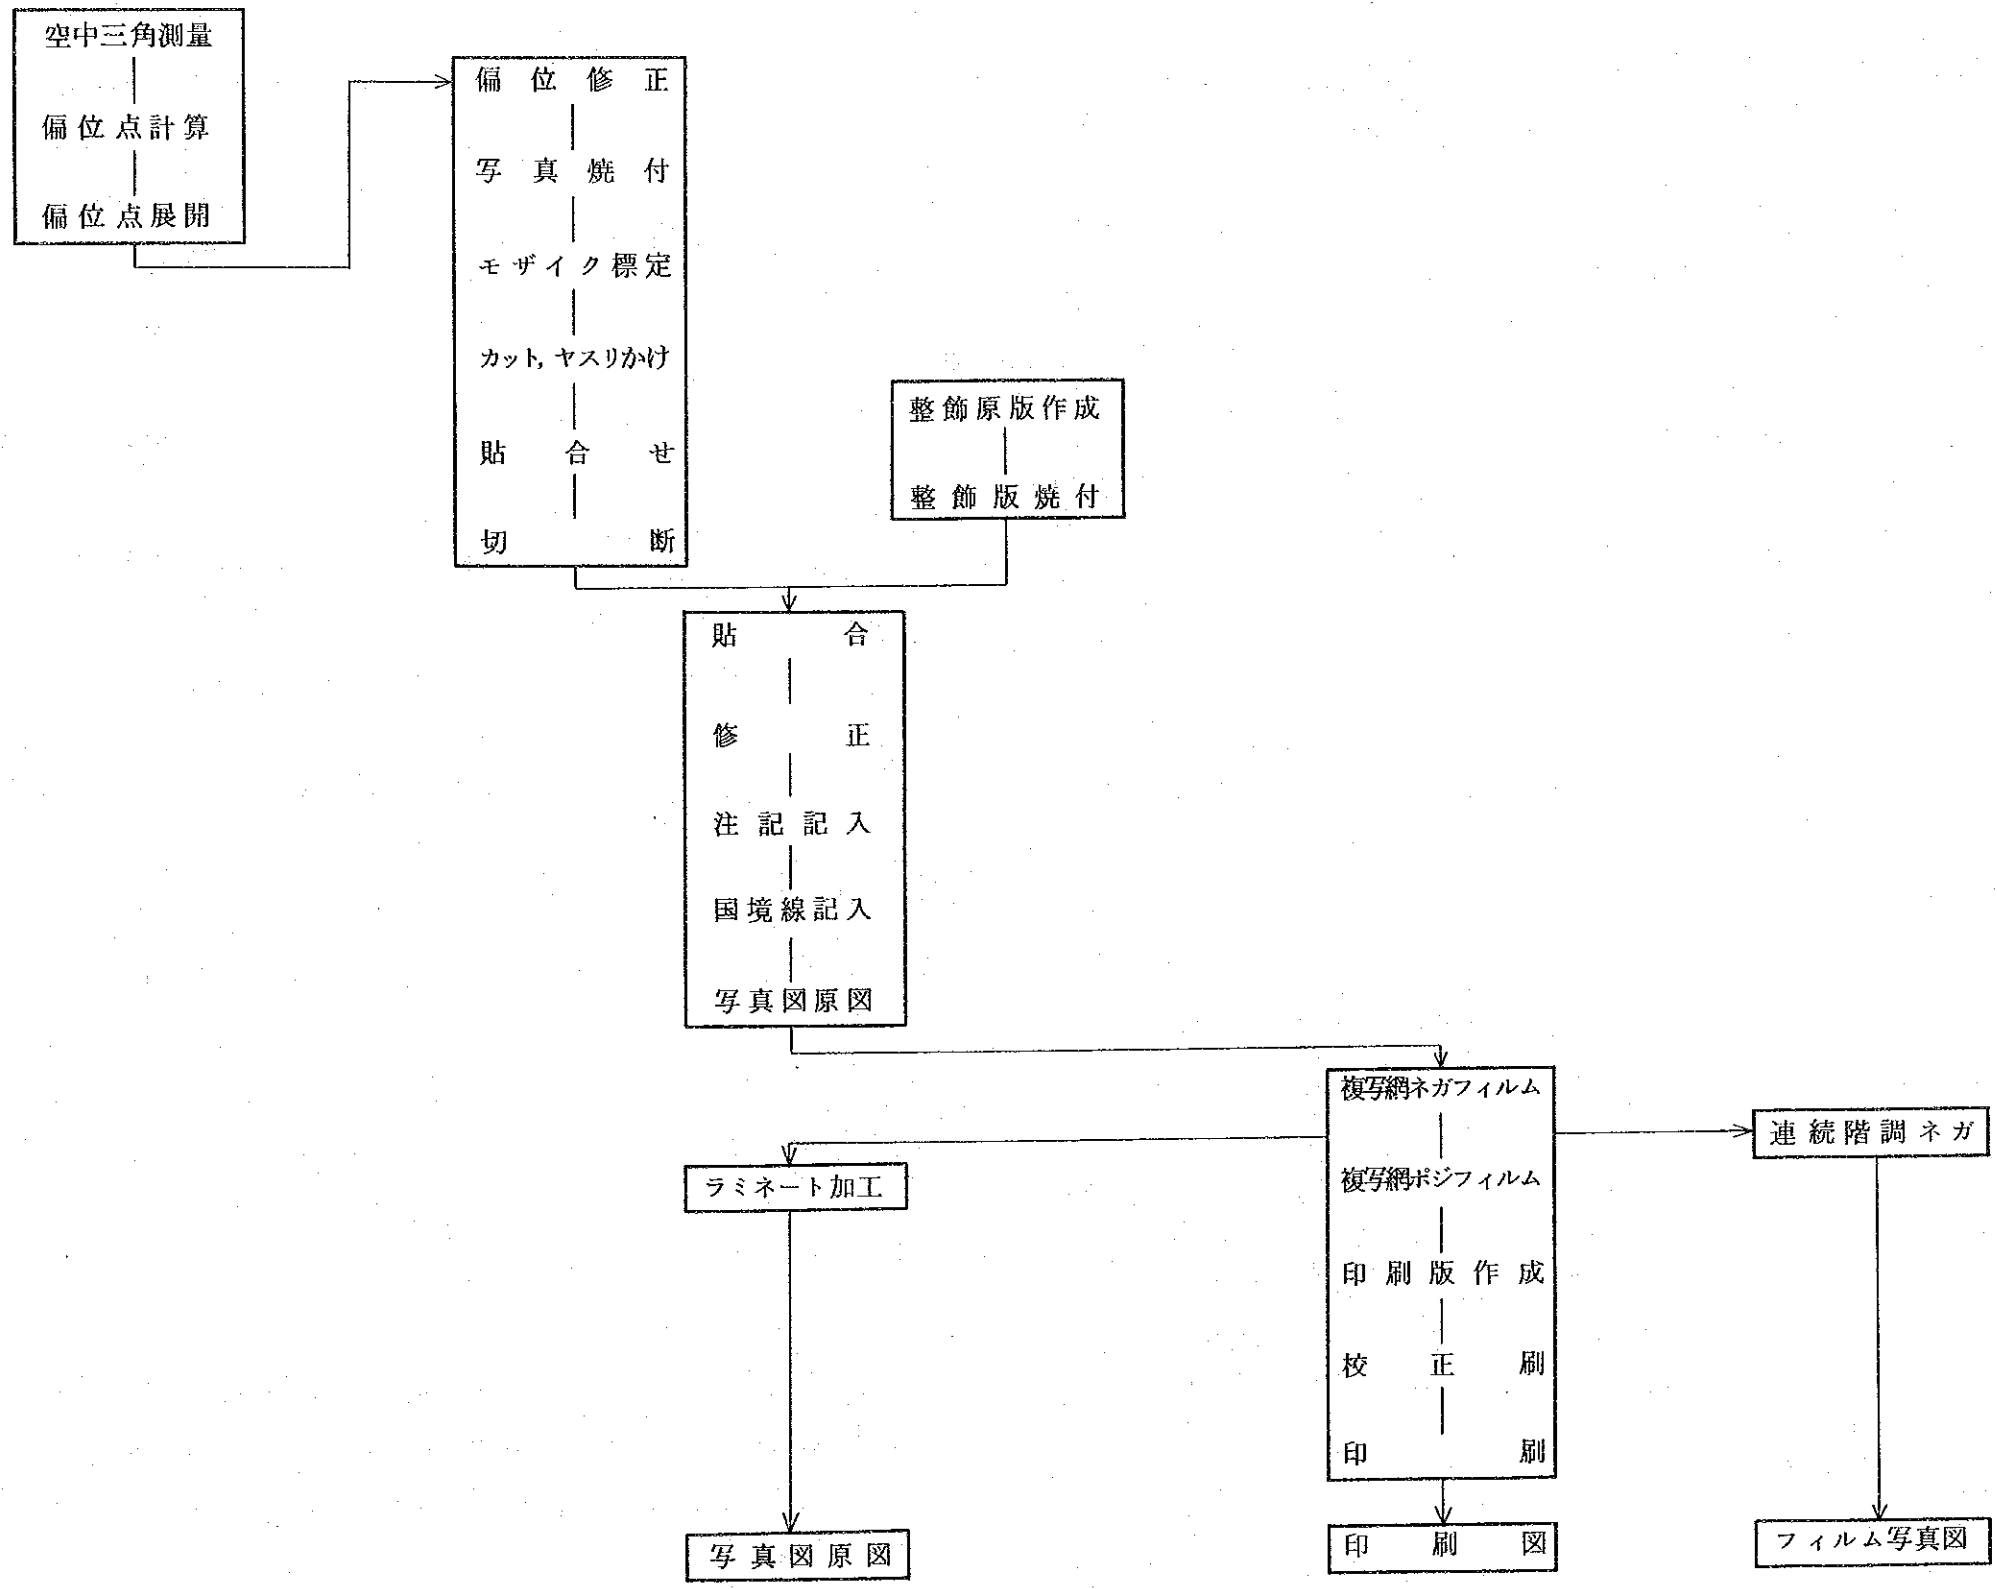 空中三角測量
偏位点計算
偏位点展開
偏位修正
写真焼付
モザイク標定
カット,ヤスリかけ
貼合せ
切断
整飾原版作成
整飾版焼付
貼合
修正
注記記入
国境線記入
写真図原図
複写網ネガフィルム
複写網ポジフィルム
印刷版作成
校正刷
印刷
連続階調ネガ
ラミネート加工
写真図原図
印刷図
フィルム写真図